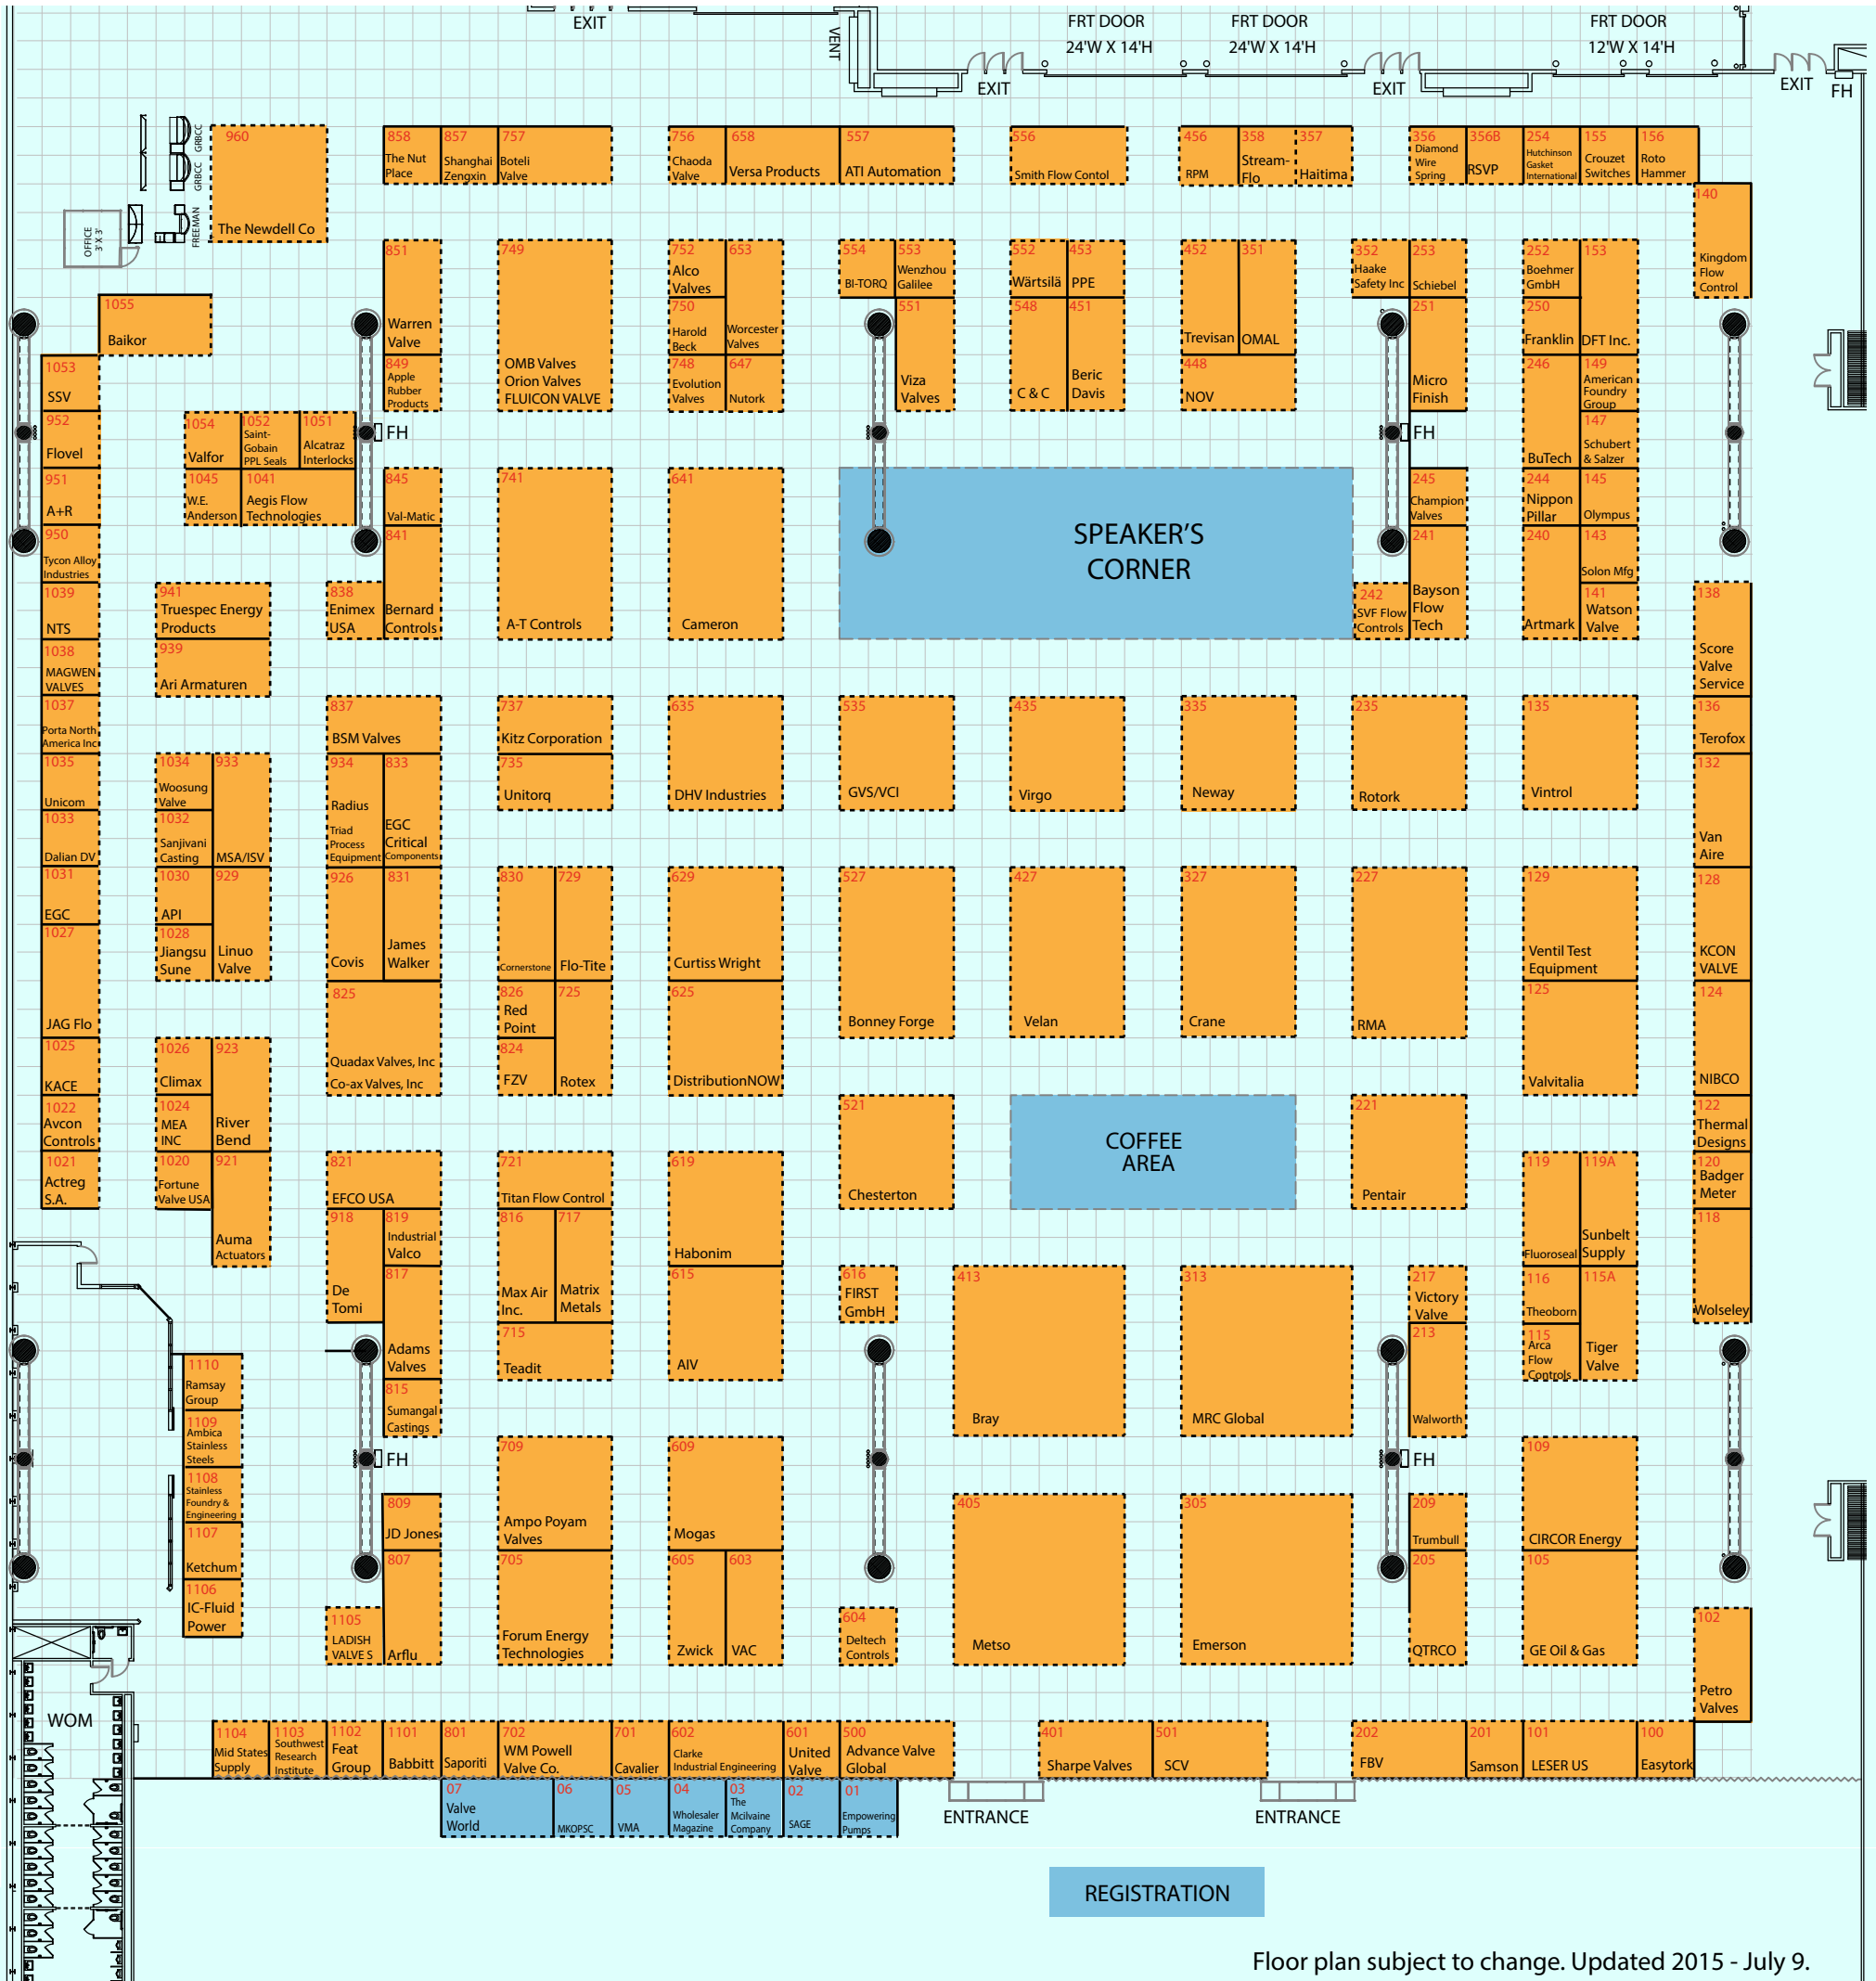 EXIT
VENT
FRT DOOR
24'W X 14'H
FRT DOOR
24'W X 14'H
FRT DOOR
12'W X 14'H
EXIT
EXIT
EXIT
FH
GRBCC
GRBCC
FREEMAN
OFFICE
3' X 3'
960
The Newdell Co
858
The Nut
Place
857
Shanghai
Zengxin
757
Boteli
Valve
756
Chaoda
Valve
658
Versa Products
557
ATI Automation
556
Smith Flow Contol
456
RPM
358
Stream-
Flo
357
Haitima
356
Diamond
Wire
Spring
356B
RSVP
254
Hutchinson
Gasket
International
155
Crouzet
Switches
156
Roto
Hammer
140
Kingdom
Flow
Control
851
Warren
Valve
849
Apple
Rubber
Products
749
OMB Valves
Orion Valves
FLUICON VALVE
752
Alco
Valves
750
Harold
Beck
653
Worcester
Valves
748
Evolution
Valves
647
Nutork
554
BI-TORQ
553
Wenzhou
Galilee
551
Viza
Valves
552
Wärtsilä
453
PPE
548
C & C
451
Beric
Davis
452
Trevisan
351
OMAL
448
NOV
352
Haake
Safety Inc
253
Schiebel
251
Micro
Finish
252
Boehmer
GmbH
153
DFT Inc.
250
Franklin
246
BuTech
149
American
Foundry
Group
147
Schubert
& Salzer
1055
Baikor
1053
SSV
952
Flovel
951
A+R
950
Tycon Alloy
Industries
1039
NTS
1038
MAGWEN
VALVES
1037
Porta North
America Inc
1035
Unicom
1033
Dalian DV
1031
EGC
1027
JAG Flo
1025
KACE
1022
Avcon
Controls
1021
Actreg
S.A.
1054
Valfor
1052
Saint-
Gobain
PPL Seals
1051
Alcatraz
Interlocks
1045
W.E.
Anderson
1041
Aegis Flow
Technologies
FH
FH
845
Val-Matic
841
Bernard
Controls
838
Enimex
USA
741
A-T Controls
641
Cameron
SPEAKER'S
CORNER
245
Champion
Valves
241
Bayson
Flow
Tech
242
SVF Flow
Controls
244
Nippon
Pillar
145
Olympus
240
Artmark
143
Solon Mfg
141
Watson
Valve
138
Score
Valve
Service
136
Terofox
132
Van
Aire
128
KCON
VALVE
124
NIBCO
122
Thermal
Designs
120
Badger
Meter
118
Wolseley
941
Truespec Energy
Products
939
Ari Armaturen
837
BSM Valves
737
Kitz Corporation
735
Unitorq
635
DHV Industries
535
GVS/VCI
435
Virgo
335
Neway
235
Rotork
135
Vintrol
1034
Woosung
Valve
933
MSA/ISV
1032
Sanjivani
Casting
1030
API
929
Linuo
Valve
1028
Jiangsu
Sune
934
Radius
Triad
Process
Equipment
833
EGC
Critical
Components
926
Covis
831
James
Walker
825
Quadax Valves, Inc
Co-ax Valves, Inc
830
Cornerstone
729
Flo-Tite
826
Red
Point
725
Rotex
824
FZV
629
Curtiss Wright
625
DistributionNOW
527
Bonney Forge
427
Velan
327
Crane
227
RMA
129
Ventil Test
Equipment
125
Valvitalia
1026
Climax
923
River
Bend
1024
MEA
INC
1020
Fortune
Valve USA
921
Auma
Actuators
821
EFCO USA
918
De
Tomi
819
Industrial
Valco
817
Adams
Valves
815
Sumangal
Castings
721
Titan Flow Control
816
Max Air
Inc.
717
Matrix
Metals
715
Teadit
619
Habonim
615
AIV
521
Chesterton
COFFEE
AREA
221
Pentair
119
Fluoroseal
119A
Sunbelt
Supply
116
Theoborn
115A
Tiger
Valve
115
Arca
Flow
Controls
616
FIRST
GmbH
413
Bray
313
MRC Global
217
Victory
Valve
213
Walworth
1110
Ramsay
Group
1109
Ambica
Stainless
Steels
1108
Stainless
Foundry &
Engineering
1107
Ketchum
1106
IC-Fluid
Power
FH
FH
809
JD Jones
807
Arflu
1105
LADISH
VALVE S
709
Ampo Poyam
Valves
705
Forum Energy
Technologies
609
Mogas
605
Zwick
603
VAC
604
Deltech
Controls
405
Metso
305
Emerson
209
Trumbull
205
QTRCO
109
CIRCOR Energy
105
GE Oil & Gas
102
Petro
Valves
WOM
1104
Mid States
Supply
1103
Southwest
Research
Institute
1102
Feat
Group
1101
Babbitt
801
Saporiti
702
WM Powell
Valve Co.
701
Cavalier
602
Clarke
Industrial Engineering
601
United
Valve
500
Advance Valve
Global
401
Sharpe Valves
501
SCV
202
FBV
201
Samson
101
LESER US
100
Easytork
07
Valve
World
06
MKOPSC
05
VMA
04
Wholesaler
Magazine
03
The
Mcilvaine
Company
02
SAGE
01
Empowering
Pumps
ENTRANCE
ENTRANCE
REGISTRATION
Floor plan subject to change. Updated 2015 - July 9.